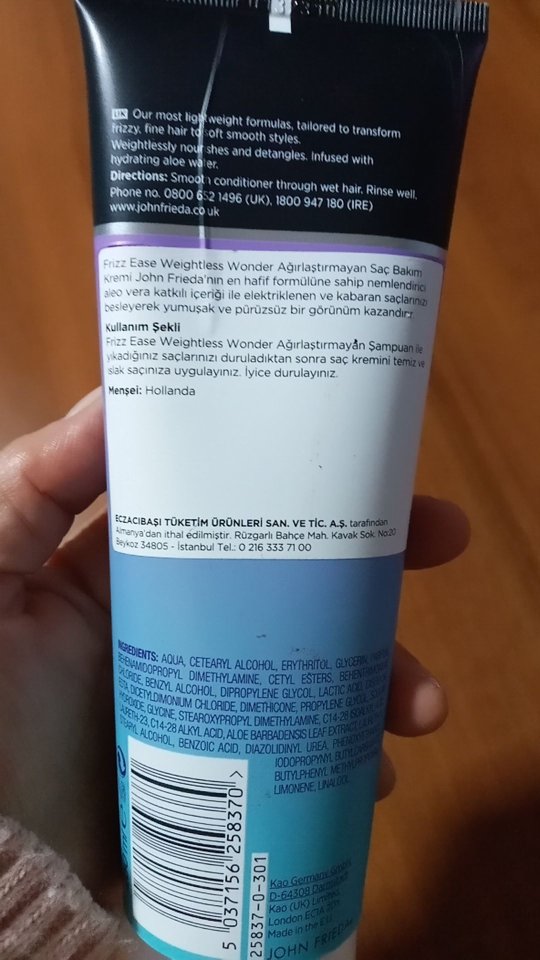 UK Our most lightweight formulas, tailored to transform
frizzy, fine hair to soft smooth styles.
Weightlessly nourishes and detangles. Infused with
hydrating aloe water.
Directions: Smooth conditioner through wet hair. Rinse well.
Phone no. 0800 652 1496 (UK), 1800 947 180 (IRE)
www.johnfrieda.co.uk
Frizz Ease Weightless Wonder Ağırlaştırmayan Saç Bakım
Kremi John Frieda'nın en hafif formülüne sahip nemlendirici
aleo vera katkılı içeriği ile elektriklenen ve kabaran saçlarınızı
besleyerek yumuşak ve pürüzsüz bir görünüm kazandırır
Kullanım Şekli
Frizz Ease Weightless Wonder Ağırlaştırmayan Şampuan ile
yıkadığınız saçlarınızı duruladıktan sonra saç kremini temiz ve
ıslak saçınıza uygulayınız. İyice durulayınız.
Menşei: Hollanda
ECZACIBAŞI TÜKETİM ÜRÜNLERİ SAN. VE TİC. A.Ş. tarafından
Almanya'dan ithal edilmiştir. Rüzgarlı Bahçe Mah. Kavak Sok. No:20
Beykoz 34805 - İstanbul Tel.: 0 216 333 71 00
INGREDIENTS: AQUA, CETEARYL ALCOHOL, ERYTHRITOL, GLYCERIN,
BEHENAMIDOPROPYL DIMETHYLAMINE, CETYL ESTERS,
CHLORIDE, BENZYL ALCOHOL, DIPROPYLENE GLYCOL, LACTIC ACID,
DICETYLDIMONIUM CHLORIDE, DIMETHICONE, PROPYLENE GLYCOL,
GLYCINE, STEAROXYPROPYL DIMETHYLAMINE, C14-28
LAURETH-23, C14-28 ALKYL ACID, ALOE BARBADENSIS LEAF EXTRACT,
STEARYL ALCOHOL, BENZOIC ACID, DIAZOLIDINYL UREA,
IODOPROPYNYL
BUTYLPHENYL
LIMONENE, LINALOOL
5 037156 258370 >
25837-0-301
Kao Germany GmbH
D-64309 Darmstadt
Kao (UK) Limited
London
Made in the E.U.
JOHN FRIEDA